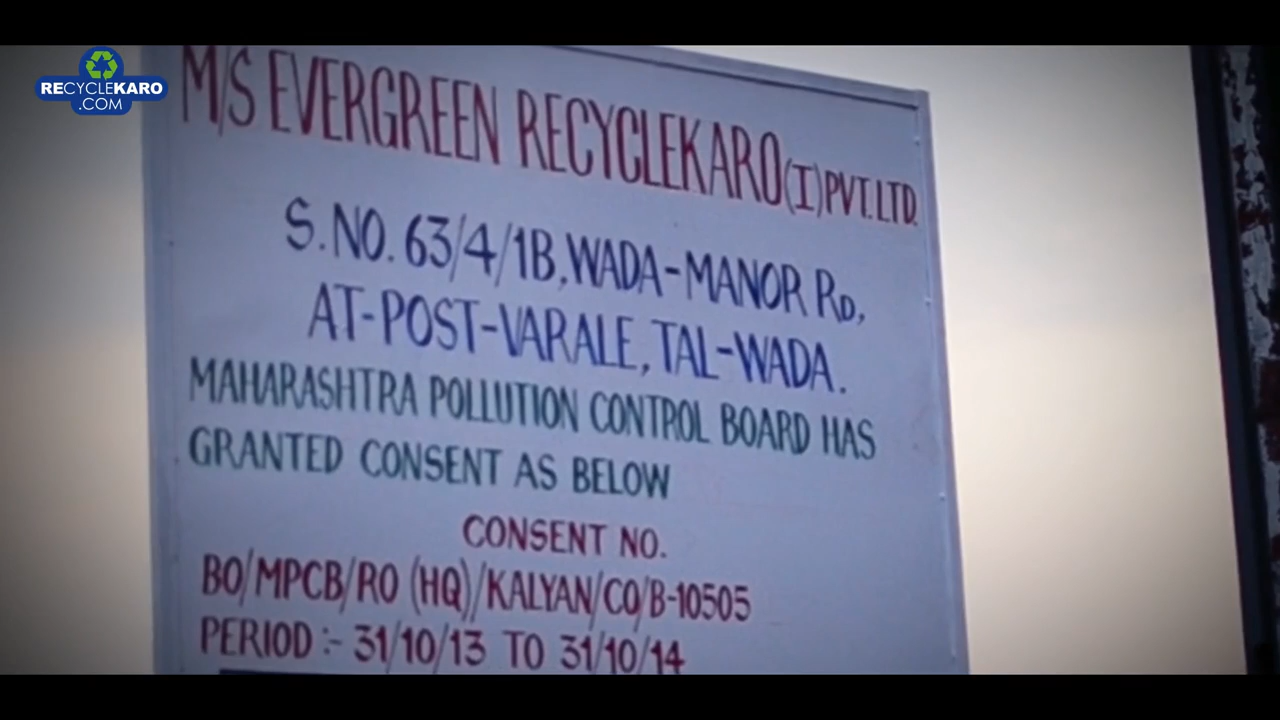 RECYCLEKARO
.COM
M/S EVERGREEN RECYCLEKARO(I)PVT.LTD.
S.NO. 63/4/1B,WADA-MANOR RD,
AT-POST-VARALE, TAL-WADA.
MAHARASHTRA POLLUTION CONTROL BOARD HAS
GRANTED CONSENT AS BELOW
CONSENT NO.
BO/MPCB/RO (HQ)/KALYAN/CO/B-10505
PERIOD :- 31/10/13 TO 31/10/14